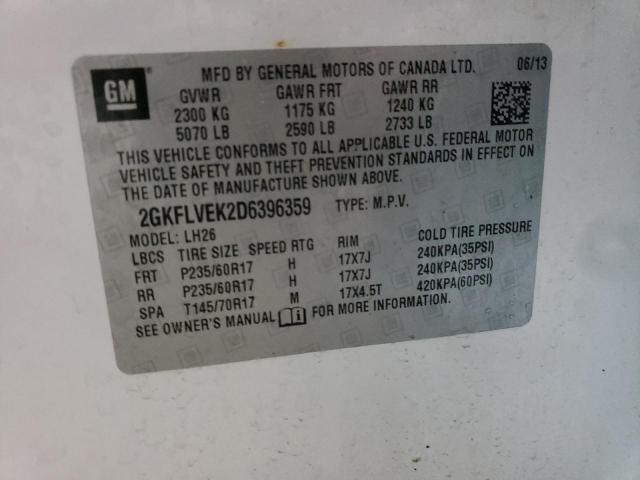 GM
MFD BY GENERAL MOTORS OF CANADA LTD. 06/13
GVWR GAWR FRT GAWR RR
2300 KG 1175 KG 1240 KG
5070 LB 2590 LB 2733 LB
THIS VEHICLE CONFORMS TO ALL APPLICABLE U.S. FEDERAL MOTOR
VEHICLE SAFETY AND THEFT PREVENTION STANDARDS IN EFFECT ON
THE DATE OF MANUFACTURE SHOWN ABOVE.
2GKFLVEK2D6396359 TYPE: M.P.V.
MODEL: LH26
LBCS TIRE SIZE SPEED RTG RIM COLD TIRE PRESSURE
FRT P235/60R17 H 17X7J 240KPA(35PSI)
RR P235/60R17 H 17X7J 240KPA(35PSI)
SPA T145/70R17 M 17X4.5T 420KPA(60PSI)
SEE OWNER'S MANUAL FOR MORE INFORMATION.